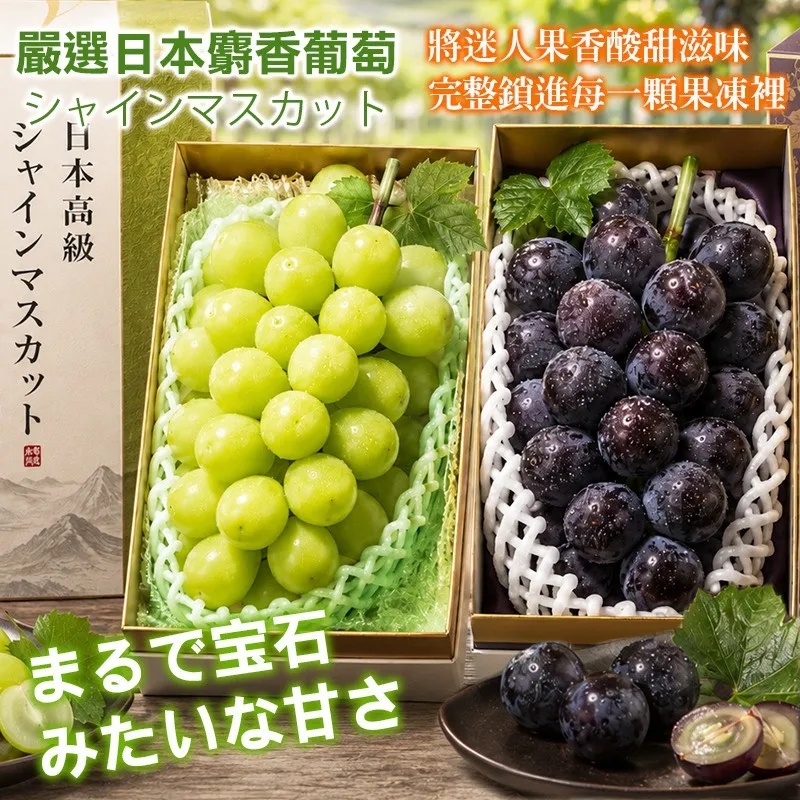 嚴選日本麝香葡萄
シャインマスカット
將迷人果香酸甜滋味
完整鎖進每一顆果凍裡
日本高級
シャインマスカット
まるで宝石
みたいな甘さ